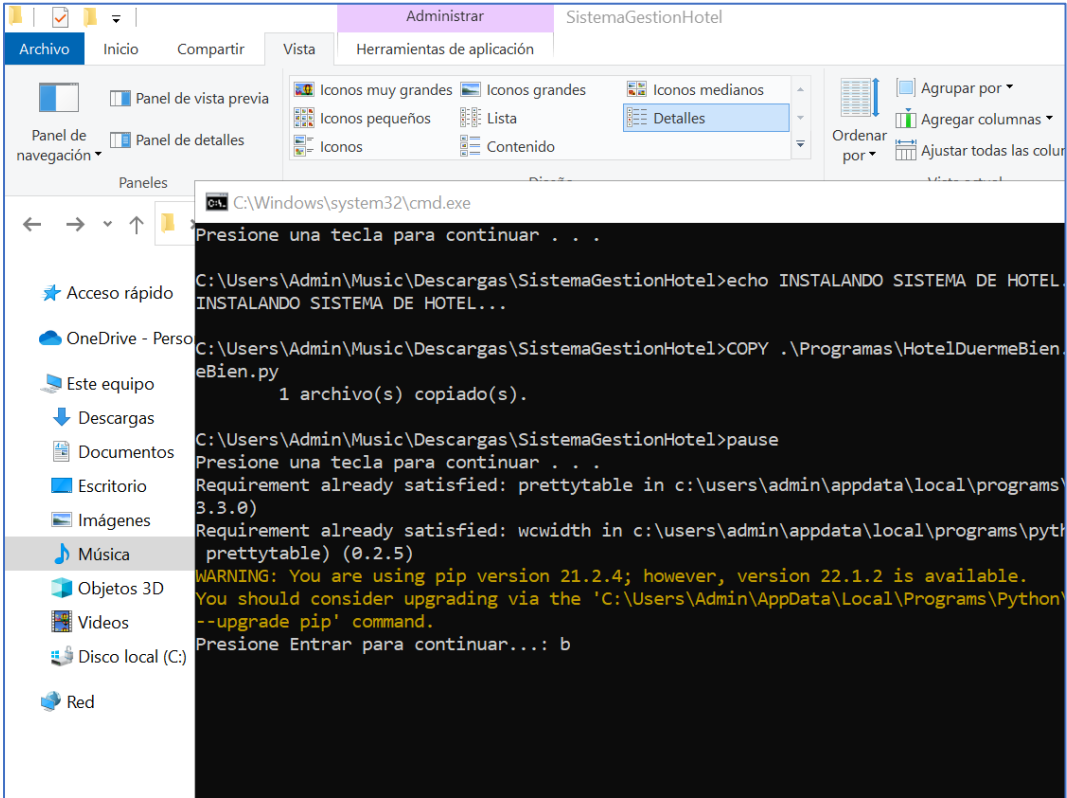 Administrar
SistemaGestionHotel
Archivo
Inicio
Compartir
Vista
Herramientas de aplicación
Panel de navegación
Panel de vista previa
Panel de detalles
Paneles
Iconos muy grandes
Iconos grandes
Iconos medianos
Iconos pequeños
Lista
Detalles
Iconos
Contenido
Ordenar por
Agrupar por
Agregar columnas
Ajustar todas las colu
Acceso rápido
OneDrive - Perso
Este equipo
Descargas
Documentos
Escritorio
Imágenes
Música
Objetos 3D
Videos
Disco local (C:)
Red
C:\Windows\system32\cmd.exe
Presione una tecla para continuar . . .
C:\Users\Admin\Music\Descargas\SistemaGestionHotel>echo INSTALANDO SISTEMA DE HOTEL.
INSTALANDO SISTEMA DE HOTEL...
C:\Users\Admin\Music\Descargas\SistemaGestionHotel>COPY .\Programas\HotelDuermeBien.
eBien.py
1 archivo(s) copiado(s).
C:\Users\Admin\Music\Descargas\SistemaGestionHotel>pause
Presione una tecla para continuar . . .
Requirement already satisfied: prettytable in c:\users\admin\appdata\local\programs\
3.3.0)
Requirement already satisfied: wcwidth in c:\users\admin\appdata\local\programs\pyth
prettytable) (0.2.5)
WARNING: You are using pip version 21.2.4; however, version 22.1.2 is available.
You should consider upgrading via the 'C:\Users\Admin\AppData\Local\Programs\Python\
--upgrade pip' command.
Presione Entrar para continuar...: b